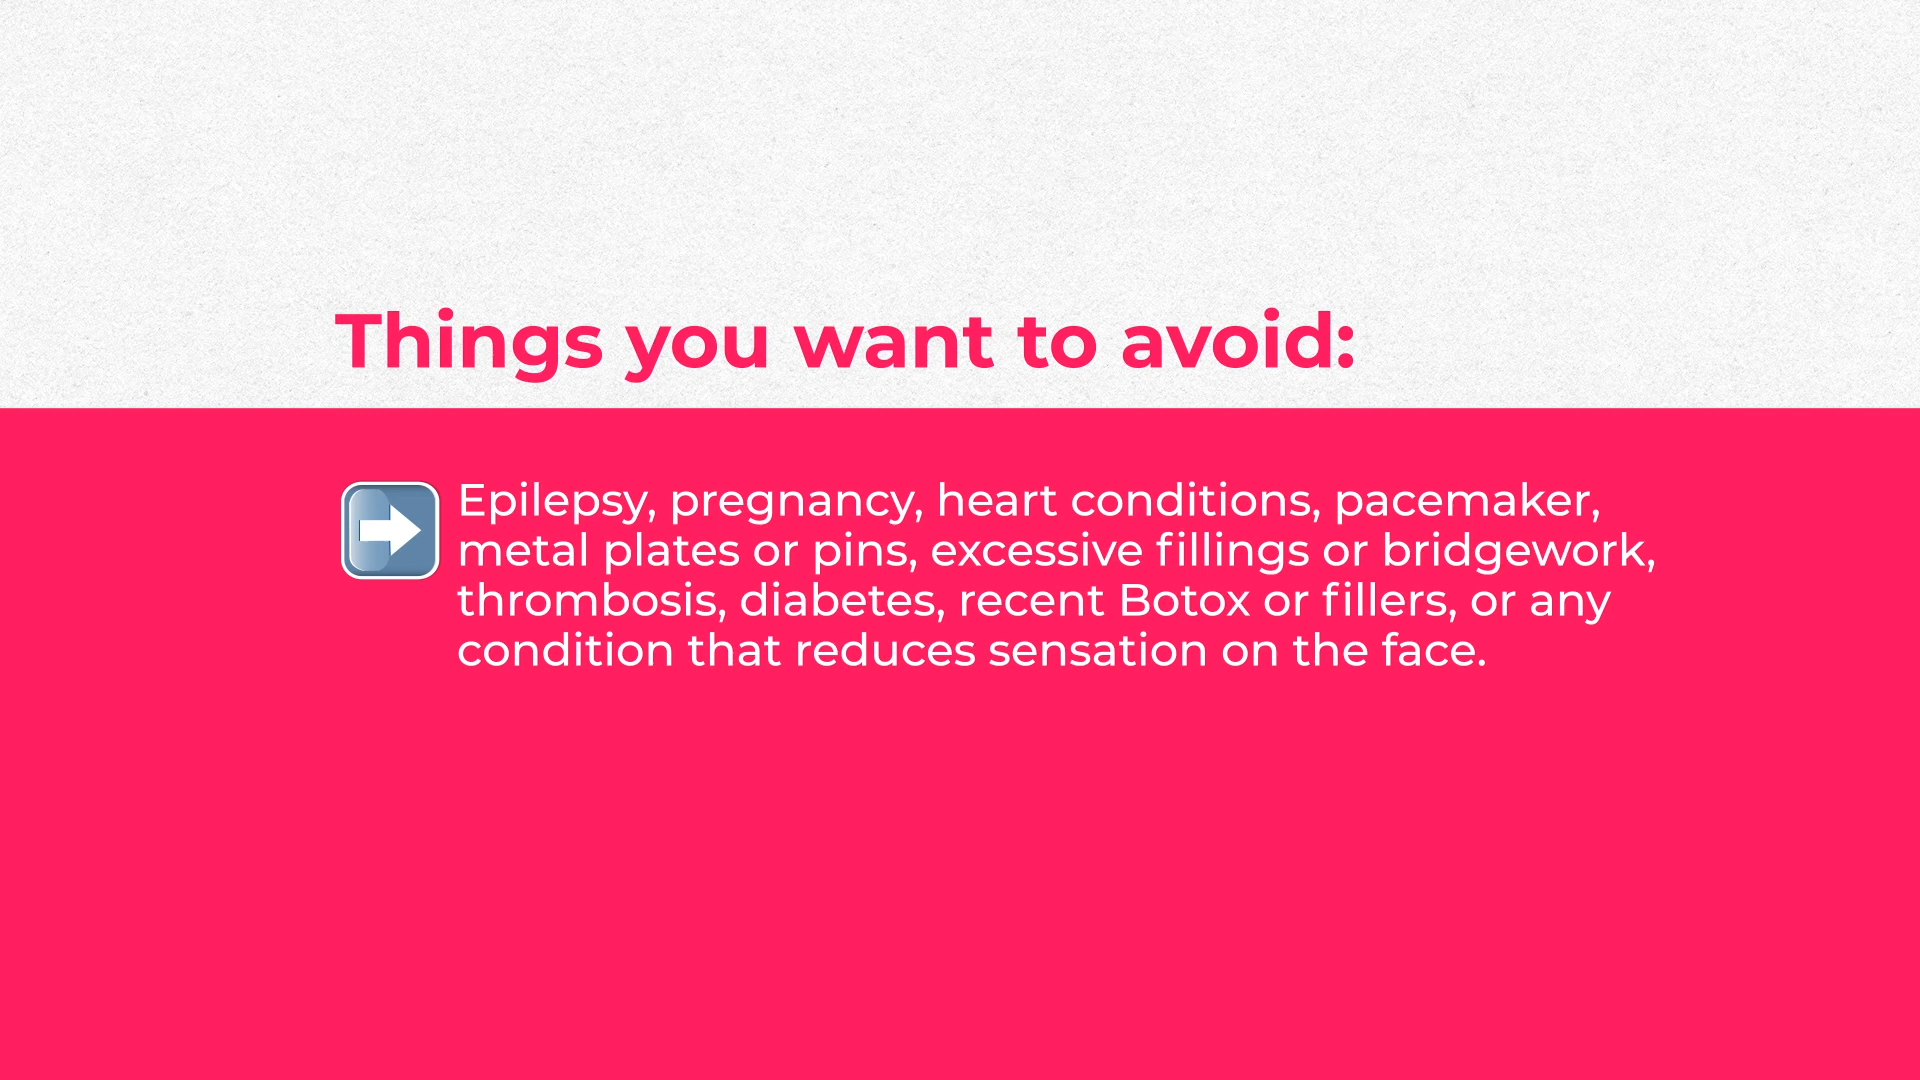 Things you want to avoid:
Epilepsy, pregnancy, heart conditions, pacemaker,
metal plates or pins, excessive fillings or bridgework,
thrombosis, diabetes, recent Botox or fillers, or any
condition that reduces sensation on the face.